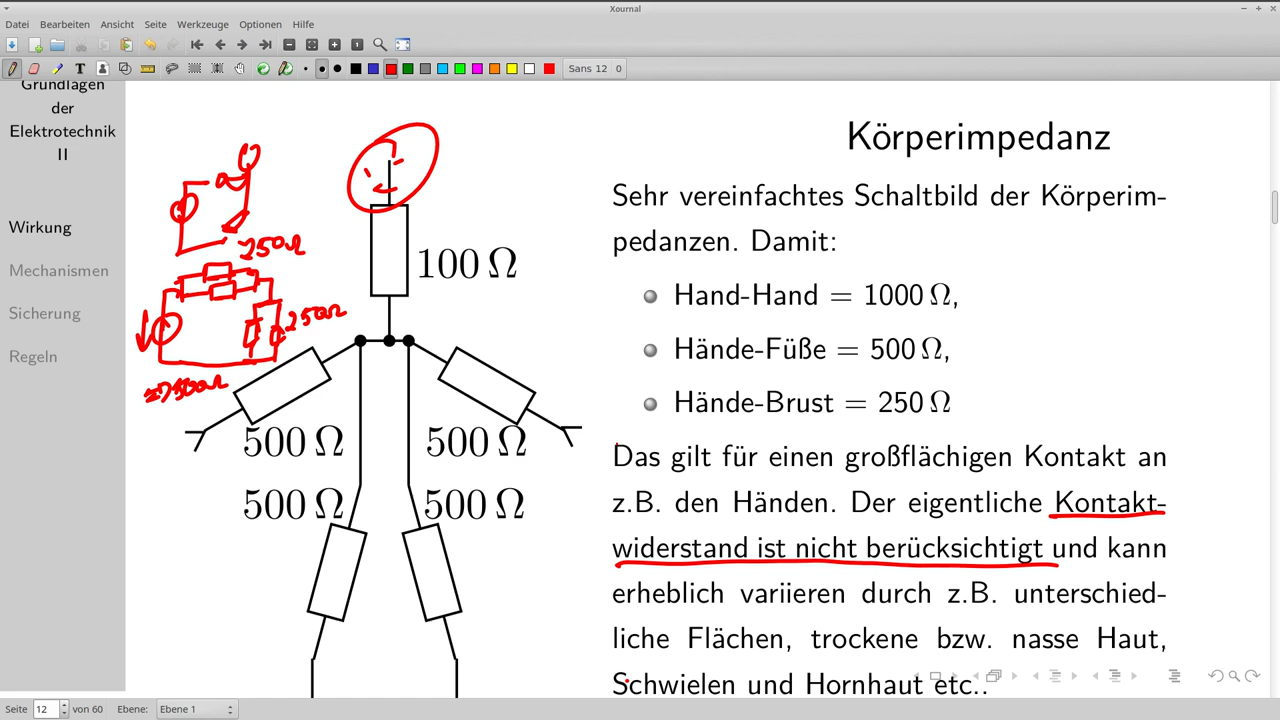 Xournal
Datei Bearbeiten Ansicht Seite Werkzeuge Optionen Hilfe
Sans 12 0
Grundlagen
der
Elektrotechnik
II
Wirkung
Mechanismen
Sicherung
Regeln
250Ω
250Ω
100 Ω
500 Ω
500 Ω
500 Ω
500 Ω
Körperimpedanz
Sehr vereinfachtes Schaltbild der Körperim-
pedanzen. Damit:
Hand-Hand = 1000 Ω,
Hände-Füße = 500 Ω,
Hände-Brust = 250 Ω
Das gilt für einen großflächigen Kontakt an
z.B. den Händen. Der eigentliche Kontakt-
widerstand ist nicht berücksichtigt und kann
erheblich variieren durch z.B. unterschied-
liche Flächen, trockene bzw. nasse Haut,
Schwielen und Hornhaut etc..
Seite 12 von 60 Ebene: Ebene 1